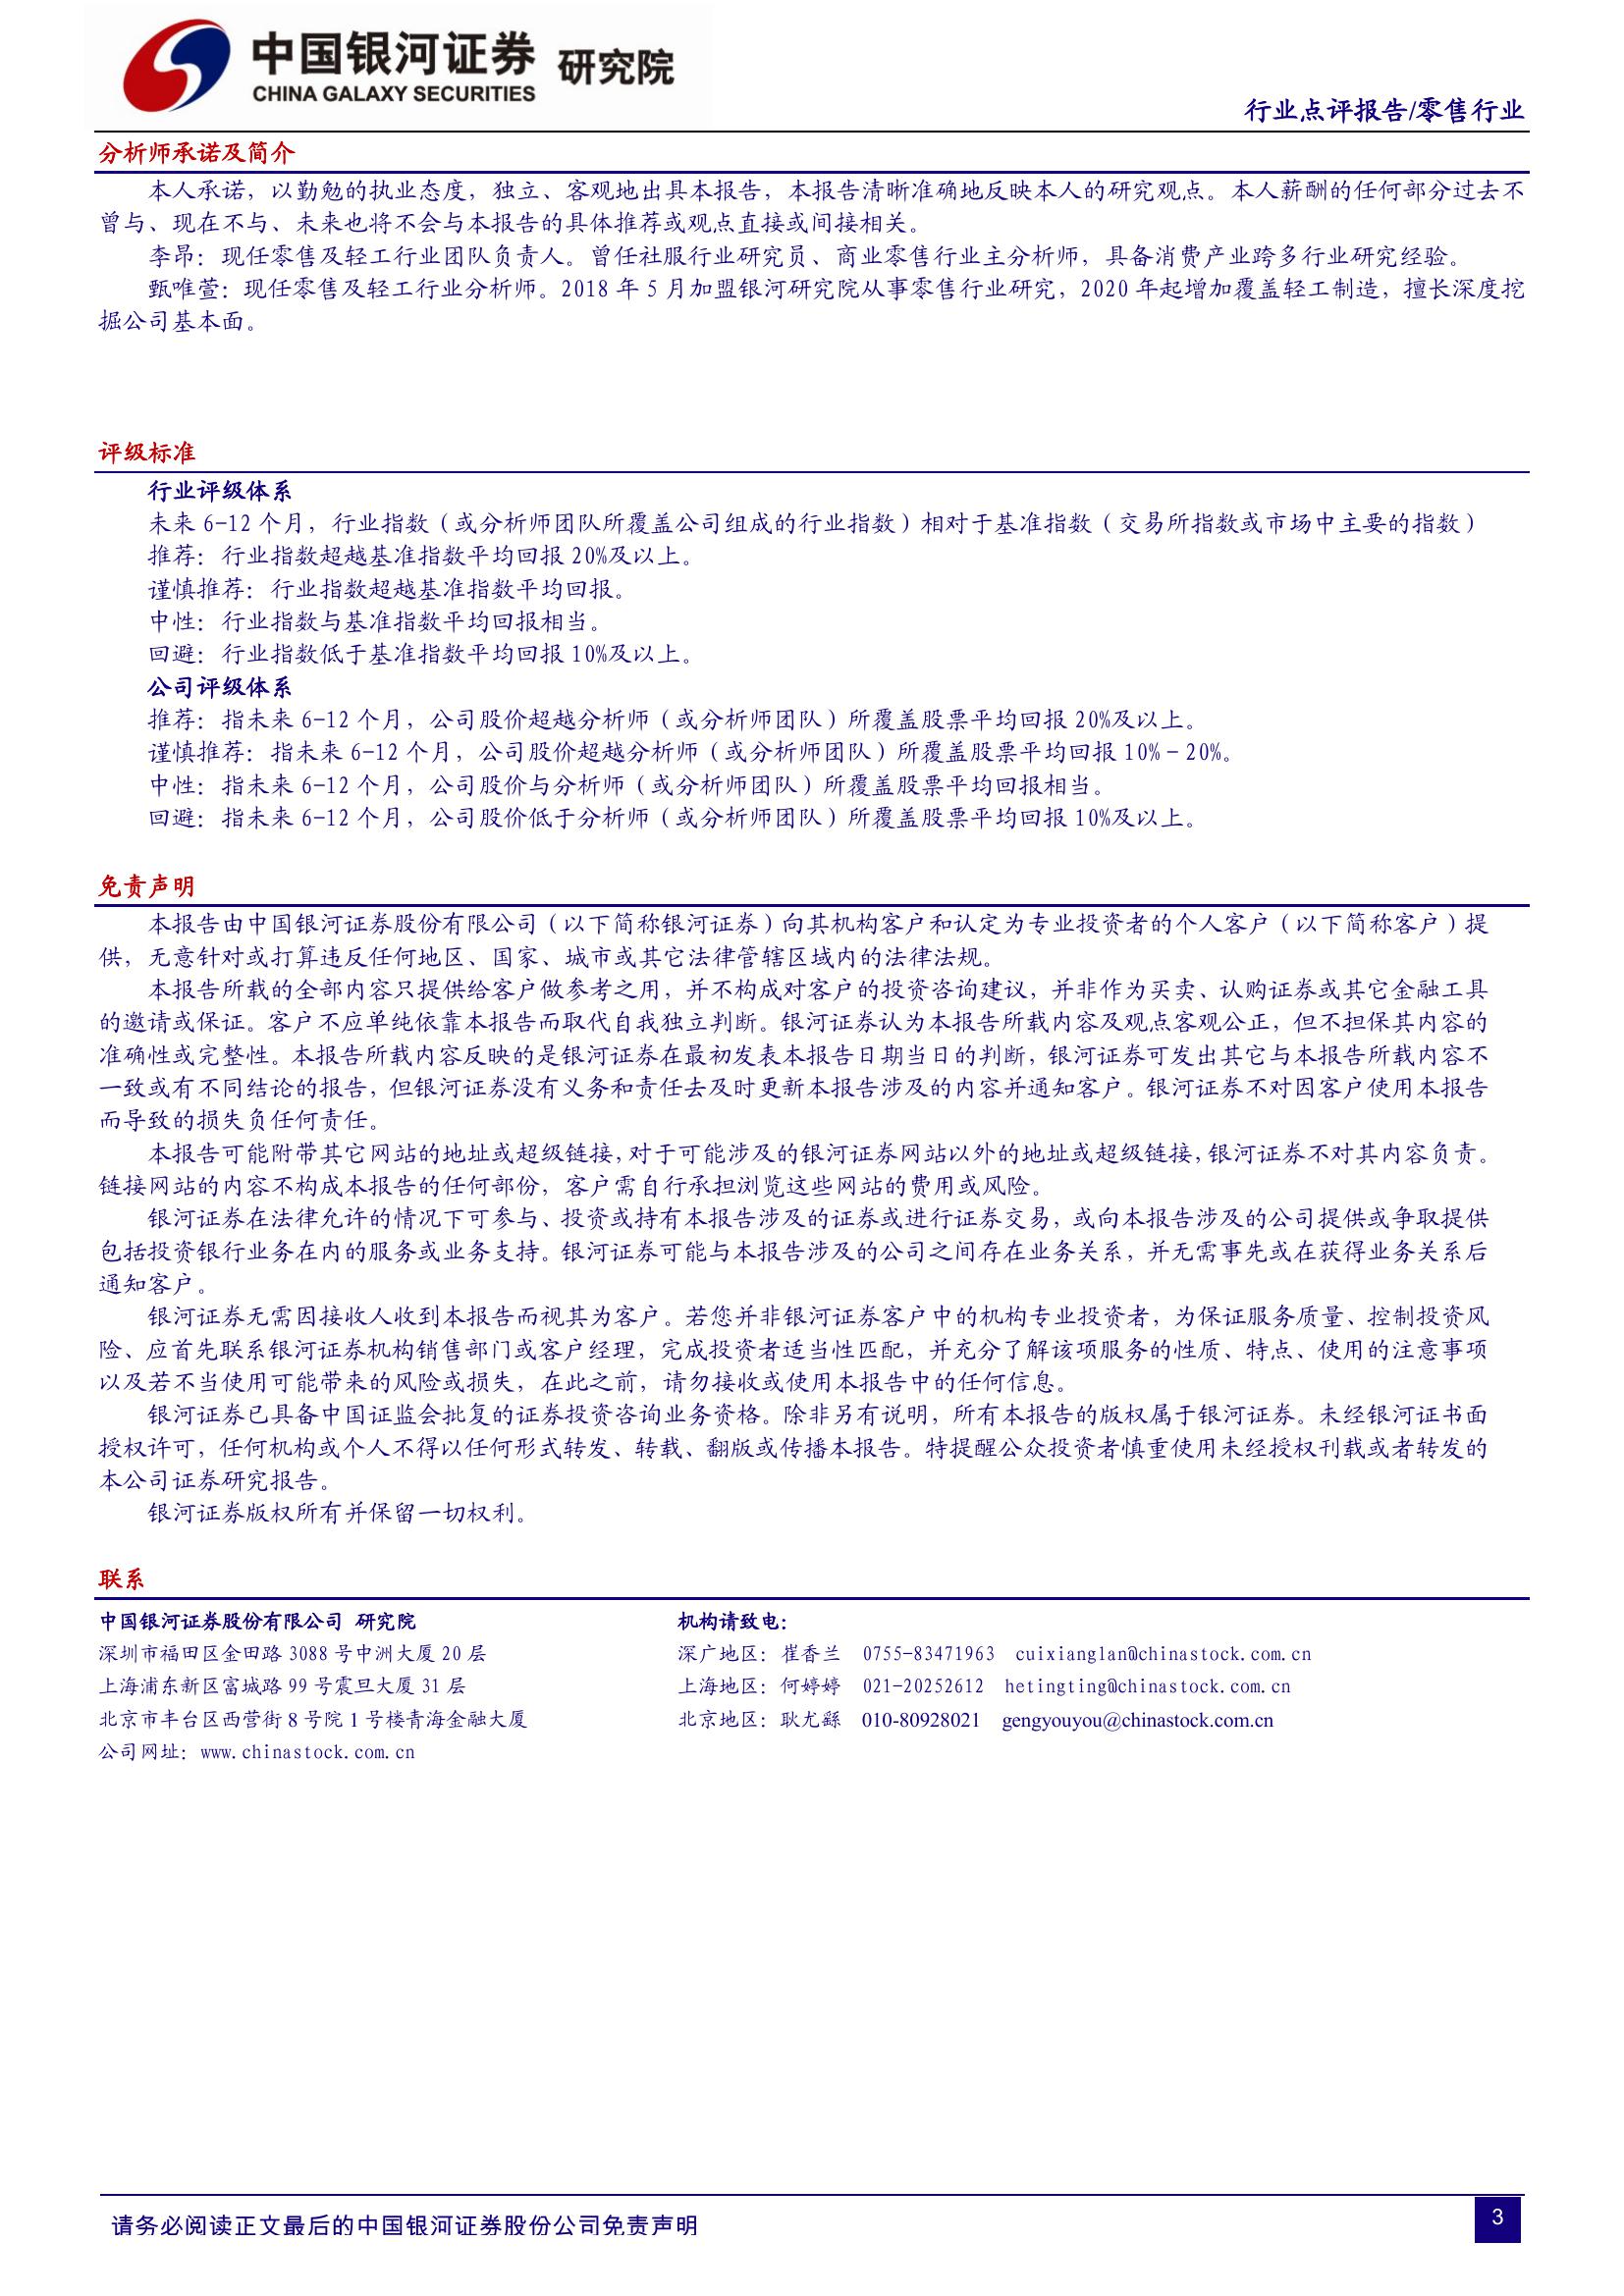 中国银河证券 研究院
CHINA GALAXY SECURITIES
行业点评报告/零售行业
分析师承诺及简介
本人承诺，以勤勉的执业态度，独立、客观地出具本报告，本报告清晰准确地反映本人的研究观点。本人薪酬的任何部分过去不
曾与、现在不与、未来也将不会与本报告的具体推荐或观点直接或间接相关。
李昂：现任零售及轻工行业团队负责人。曾任社服行业研究员、商业零售行业主分析师，具备消费产业跨多行业研究经验。
甄唯萱：现任零售及轻工行业分析师。2018 年 5 月加盟银河研究院从事零售行业研究，2020 年起增加覆盖轻工制造，擅长深度挖
掘公司基本面。
评级标准
行业评级体系
未来 6-12 个月，行业指数（或分析师团队所覆盖公司组成的行业指数）相对于基准指数（交易所指数或市场中主要的指数）
推荐：行业指数超越基准指数平均回报 20%及以上。
谨慎推荐：行业指数超越基准指数平均回报。
中性：行业指数与基准指数平均回报相当。
回避：行业指数低于基准指数平均回报 10%及以上。
公司评级体系
推荐：指未来 6-12 个月，公司股价超越分析师（或分析师团队）所覆盖股票平均回报 20%及以上。
谨慎推荐：指未来 6-12 个月，公司股价超越分析师（或分析师团队）所覆盖股票平均回报 10%－20%。
中性：指未来 6-12 个月，公司股价与分析师（或分析师团队）所覆盖股票平均回报相当。
回避：指未来 6-12 个月，公司股价低于分析师（或分析师团队）所覆盖股票平均回报 10%及以上。
免责声明
本报告由中国银河证券股份有限公司（以下简称银河证券）向其机构客户和认定为专业投资者的个人客户（以下简称客户）提
供，无意针对或打算违反任何地区、国家、城市或其它法律管辖区域内的法律法规。
本报告所载的全部内容只提供给客户做参考之用，并不构成对客户的投资咨询建议，并非作为买卖、认购证券或其它金融工具
的邀请或保证。客户不应单纯依靠本报告而取代自我独立判断。银河证券认为本报告所载内容及观点客观公正，但不担保其内容的
准确性或完整性。本报告所载内容反映的是银河证券在最初发表本报告日期当日的判断，银河证券可发出其它与本报告所载内容不
一致或有不同结论的报告，但银河证券没有义务和责任去及时更新本报告涉及的内容并通知客户。银河证券不对因客户使用本报告
而导致的损失负任何责任。
本报告可能附带其它网站的地址或超级链接，对于可能涉及的银河证券网站以外的地址或超级链接，银河证券不对其内容负责。
链接网站的内容不构成本报告的任何部份，客户需自行承担浏览这些网站的费用或风险。
银河证券在法律允许的情况下可参与、投资或持有本报告涉及的证券或进行证券交易，或向本报告涉及的公司提供或争取提供
包括投资银行业务在内的服务或业务支持。银河证券可能与本报告涉及的公司之间存在业务关系，并无需事先或在获得业务关系后
通知客户。
银河证券无需因接收人收到本报告而视其为客户。若您并非银河证券客户中的机构专业投资者，为保证服务质量、控制投资风
险、应首先联系银河证券机构销售部门或客户经理，完成投资者适当性匹配，并充分了解该项服务的性质、特点、使用的注意事项
以及若不当使用可能带来的风险或损失，在此之前，请勿接收或使用本报告中的任何信息。
银河证券已具备中国证监会批复的证券投资咨询业务资格。除非另有说明，所有本报告的版权属于银河证券。未经银河证书面
授权许可，任何机构或个人不得以任何形式转发、转载、翻版或传播本报告。特提醒公众投资者慎重使用未经授权刊载或者转发的
本公司证券研究报告。
银河证券版权所有并保留一切权利。
联系
中国银河证券股份有限公司 研究院 机构请致电：
深圳市福田区金田路 3088 号中洲大厦 20 层 深广地区：崔香兰 0755-83471963 cuixianglan@chinastock.com.cn
上海浦东新区富城路 99 号震旦大厦 31 层 上海地区：何婷婷 021-20252612 hetingting@chinastock.com.cn
北京市丰台区西营街 8 号院 1 号楼青海金融大厦 北京地区：耿尤繇 010-80928021 gengyouyou@chinastock.com.cn
公司网址：www.chinastock.com.cn
请务必阅读正文最后的中国银河证券股份公司免责声明
3